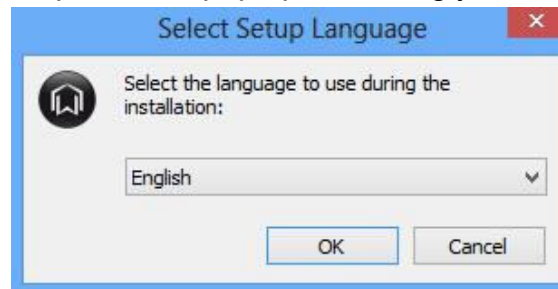 Select Setup Language
Select the language to use during the
installation:
English
OK
Cancel